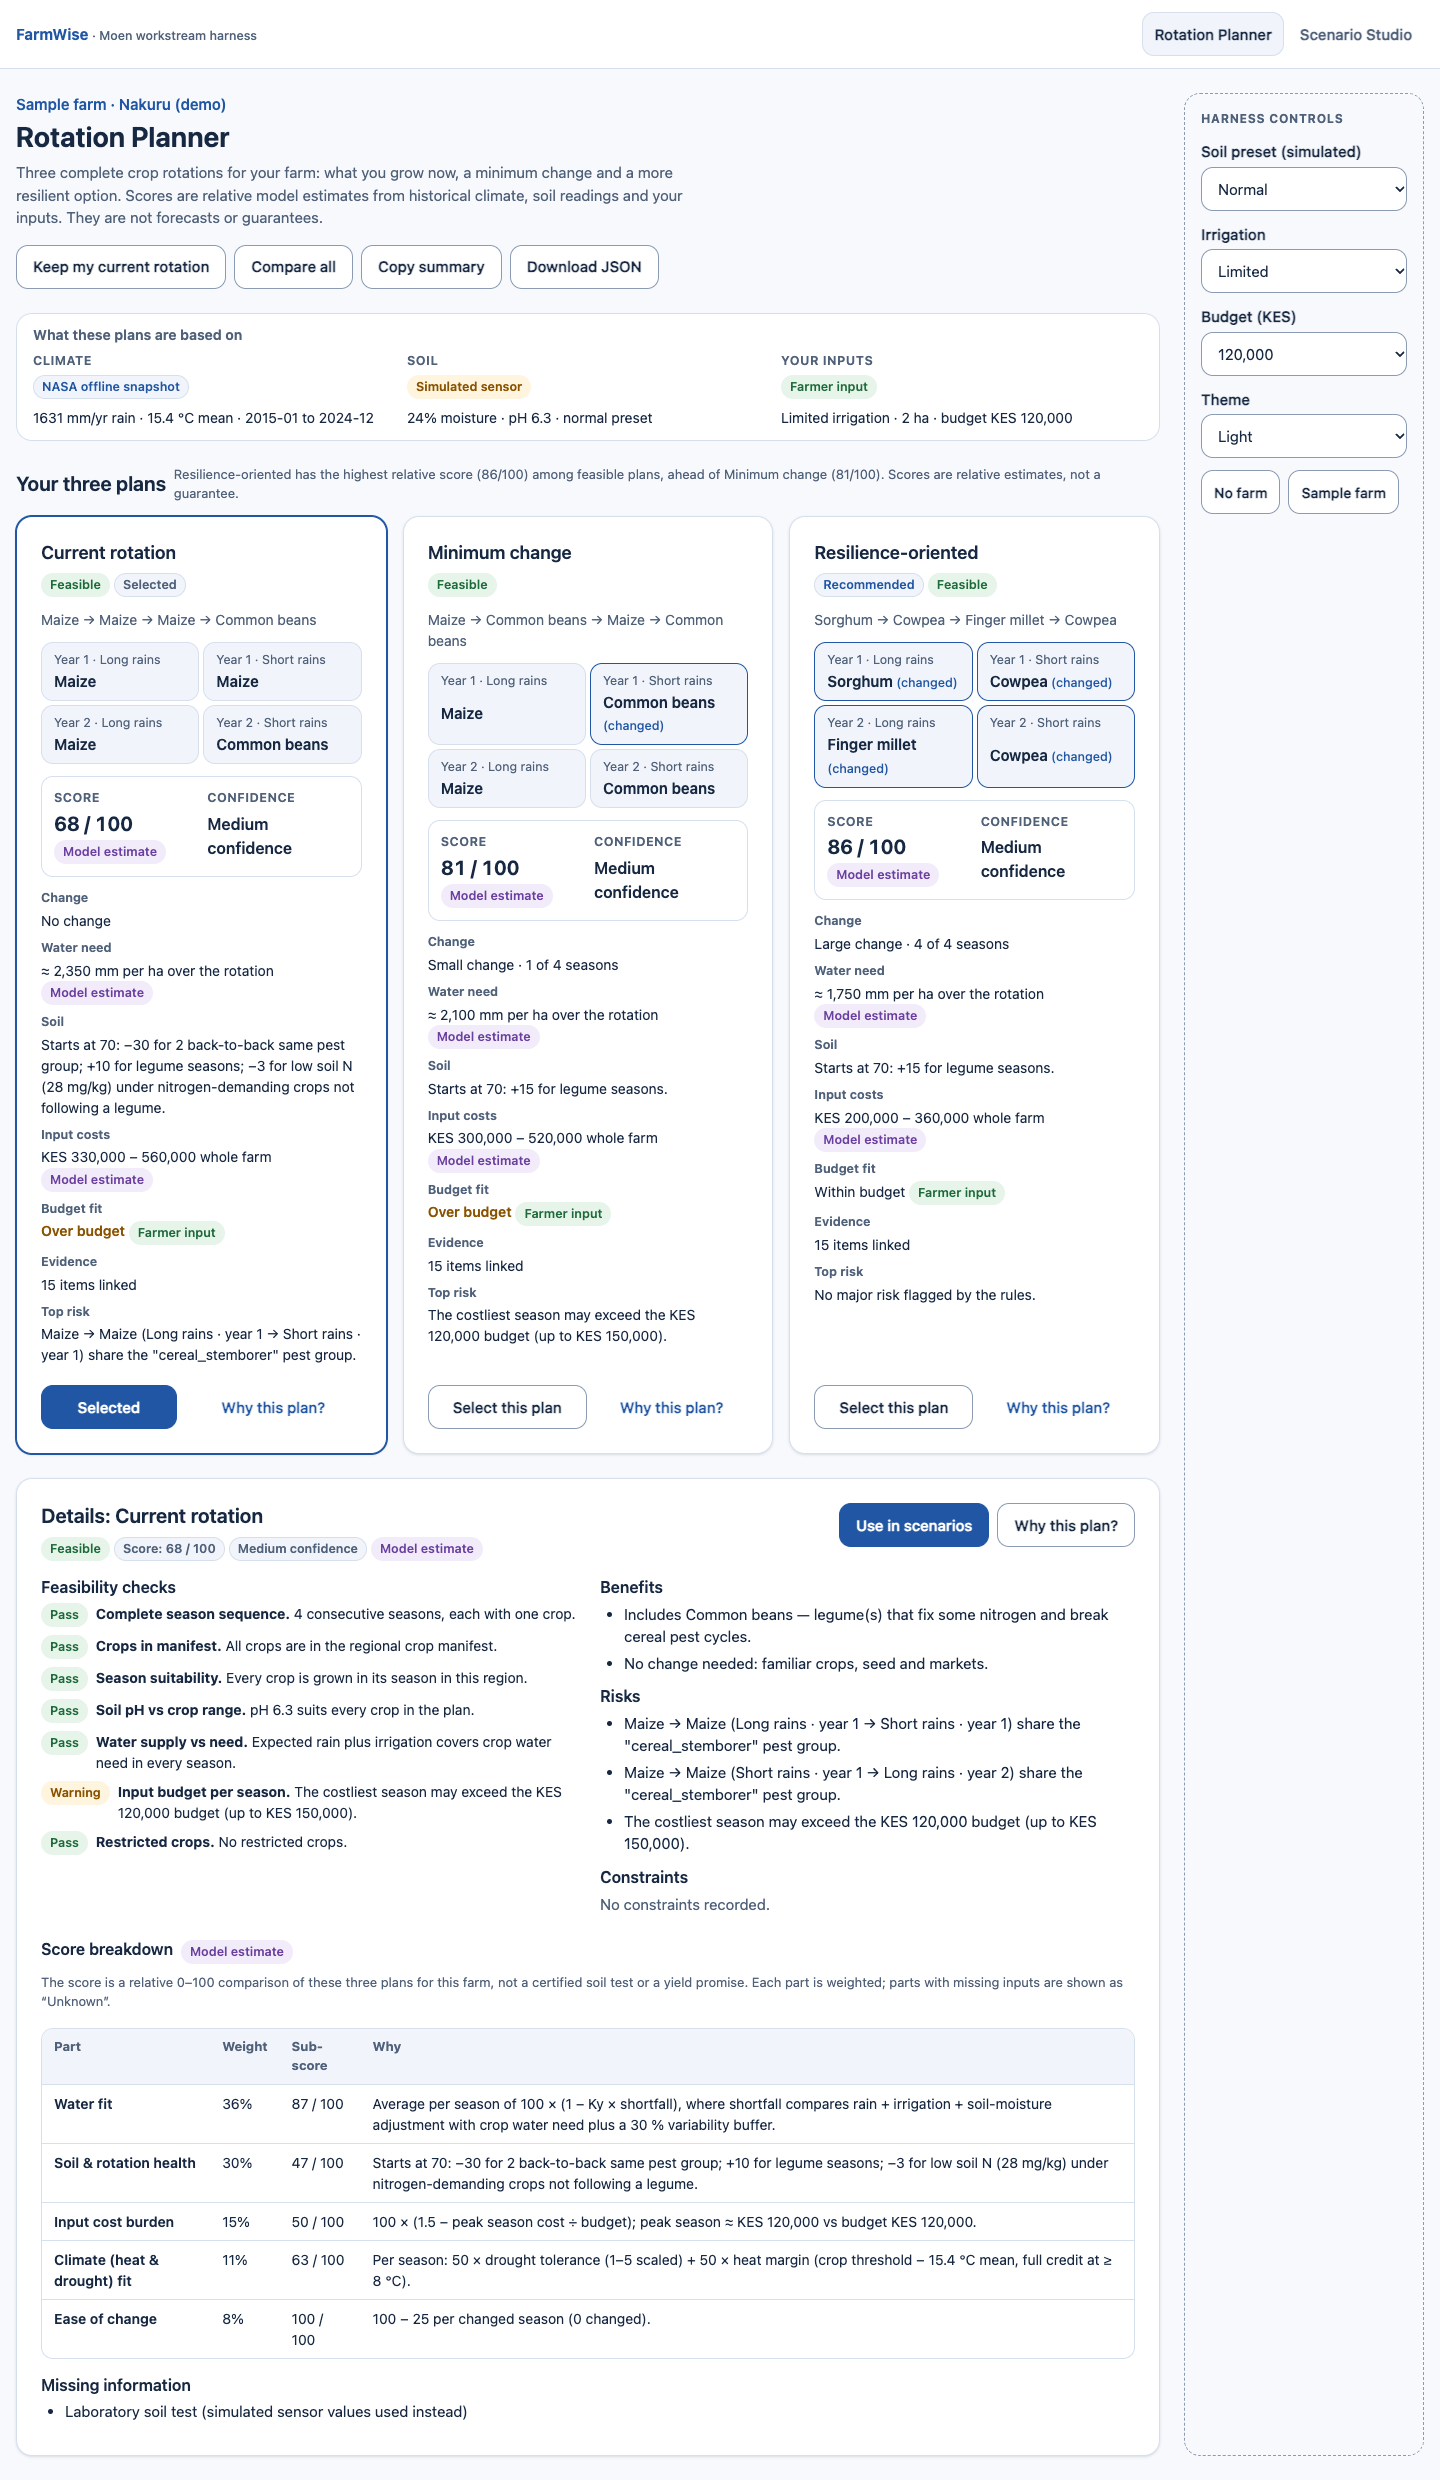 FarmWise · Moen workstream harness
Rotation Planner
Scenario Studio
Sample farm · Nakuru (demo)
Rotation Planner
Three complete crop rotations for your farm: what you grow now, a minimum change and a more
resilient option. Scores are relative model estimates from historical climate, soil readings and your
inputs. They are not forecasts or guarantees.
Keep my current rotation
Compare all
Copy summary
Download JSON
What these plans are based on
CLIMATE
NASA offline snapshot
1631 mm/yr rain · 15.4 °C mean · 2015-01 to 2024-12
SOIL
Simulated sensor
24% moisture · pH 6.3 · normal preset
YOUR INPUTS
Farmer input
Limited irrigation · 2 ha · budget KES 120,000
Your three plans
Resilience-oriented has the highest relative score (86/100) among feasible plans, ahead of Minimum change (81/100). Scores are relative estimates, not a
guarantee.
Current rotation
Feasible
Selected
Maize → Maize → Maize → Common beans
Year 1 · Long rains
Maize
Year 1 · Short rains
Maize
Year 2 · Long rains
Maize
Year 2 · Short rains
Common beans
SCORE
68 / 100
Model estimate
CONFIDENCE
Medium
confidence
Change
No change
Water need
≈ 2,350 mm per ha over the rotation
Model estimate
Soil
Starts at 70: −30 for 2 back-to-back same pest
group; +10 for legume seasons; −3 for low soil N
(28 mg/kg) under nitrogen-demanding crops not
following a legume.
Input costs
KES 330,000 – 560,000 whole farm
Model estimate
Budget fit
Over budget
Farmer input
Evidence
15 items linked
Top risk
Maize → Maize (Long rains · year 1 → Short rains ·
year 1) share the "cereal_stemborer" pest group.
Selected
Why this plan?
Minimum change
Feasible
Maize → Common beans → Maize → Common
beans
Year 1 · Long rains
Maize
Year 1 · Short rains
Common beans
(changed)
Year 2 · Long rains
Maize
Year 2 · Short rains
Common beans
SCORE
81 / 100
Model estimate
CONFIDENCE
Medium
confidence
Change
Small change · 1 of 4 seasons
Water need
≈ 2,100 mm per ha over the rotation
Model estimate
Soil
Starts at 70: +15 for legume seasons.
Input costs
KES 300,000 – 520,000 whole farm
Model estimate
Budget fit
Over budget
Farmer input
Evidence
15 items linked
Top risk
The costliest season may exceed the KES
120,000 budget (up to KES 150,000).
Select this plan
Why this plan?
Resilience-oriented
Recommended
Feasible
Sorghum → Cowpea → Finger millet → Cowpea
Year 1 · Long rains
Sorghum (changed)
Year 1 · Short rains
Cowpea (changed)
Year 2 · Long rains
Finger millet
(changed)
Year 2 · Short rains
Cowpea (changed)
SCORE
86 / 100
Model estimate
CONFIDENCE
Medium
confidence
Change
Large change · 4 of 4 seasons
Water need
≈ 1,750 mm per ha over the rotation
Model estimate
Soil
Starts at 70: +15 for legume seasons.
Input costs
KES 200,000 – 360,000 whole farm
Model estimate
Budget fit
Within budget
Farmer input
Evidence
15 items linked
Top risk
No major risk flagged by the rules.
Select this plan
Why this plan?
Details: Current rotation
Feasible
Score: 68 / 100
Medium confidence
Model estimate
Use in scenarios
Why this plan?
Feasibility checks
Pass Complete season sequence. 4 consecutive seasons, each with one crop.
Pass Crops in manifest. All crops are in the regional crop manifest.
Pass Season suitability. Every crop is grown in its season in this region.
Pass Soil pH vs crop range. pH 6.3 suits every crop in the plan.
Pass Water supply vs need. Expected rain plus irrigation covers crop water
need in every season.
Warning Input budget per season. The costliest season may exceed the KES
120,000 budget (up to KES 150,000).
Pass Restricted crops. No restricted crops.
Benefits
• Includes Common beans — legume(s) that fix some nitrogen and break
cereal pest cycles.
• No change needed: familiar crops, seed and markets.
Risks
• Maize → Maize (Long rains · year 1 → Short rains · year 1) share the
"cereal_stemborer" pest group.
• Maize → Maize (Short rains · year 1 → Long rains · year 2) share the
"cereal_stemborer" pest group.
• The costliest season may exceed the KES 120,000 budget (up to KES
150,000).
Constraints
No constraints recorded.
Score breakdown
Model estimate
The score is a relative 0–100 comparison of these three plans for this farm, not a certified soil test or a yield promise. Each part is weighted; parts with missing inputs are shown as
“Unknown”.
Part
Weight
Sub-
score
Why
Water fit
36%
87 / 100
Average per season of 100 × (1 − Ky × shortfall), where shortfall compares rain + irrigation + soil-moisture
adjustment with crop water need plus a 30 % variability buffer.
Soil & rotation health
30%
47 / 100
Starts at 70: −30 for 2 back-to-back same pest group; +10 for legume seasons; −3 for low soil N (28 mg/kg) under
nitrogen-demanding crops not following a legume.
Input cost burden
15%
50 / 100
100 × (1.5 − peak season cost ÷ budget); peak season ≈ KES 120,000 vs budget KES 120,000.
Climate (heat &
drought) fit
11%
63 / 100
Per season: 50 × drought tolerance (1–5 scaled) + 50 × heat margin (crop threshold − 15.4 °C mean, full credit at ≥
8 °C).
Ease of change
8%
100 /
100
100 − 25 per changed season (0 changed).
Missing information
• Laboratory soil test (simulated sensor values used instead)
HARNESS CONTROLS
Soil preset (simulated)
Normal
Irrigation
Limited
Budget (KES)
120,000
Theme
Light
No farm
Sample farm